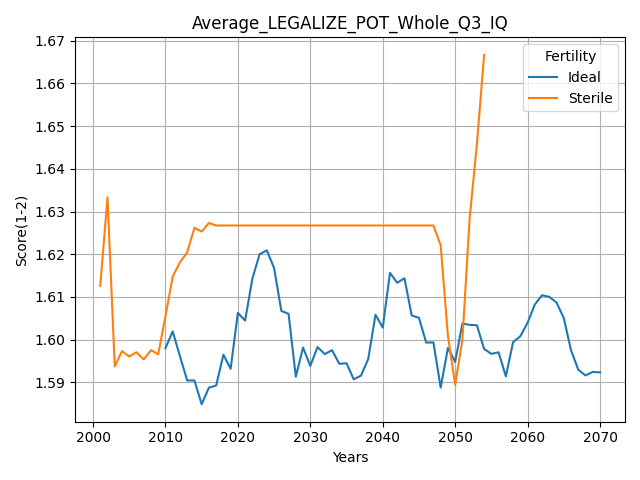 Average_LEGALIZE_POT_Whole_Q3_IQ
Score(1-2)
1.67
1.66
1.65
1.64
1.63
1.62
1.61
1.60
1.59
Fertility
Ideal
Sterile
2000 2010 2020 2030 2040 2050 2060 2070
Years